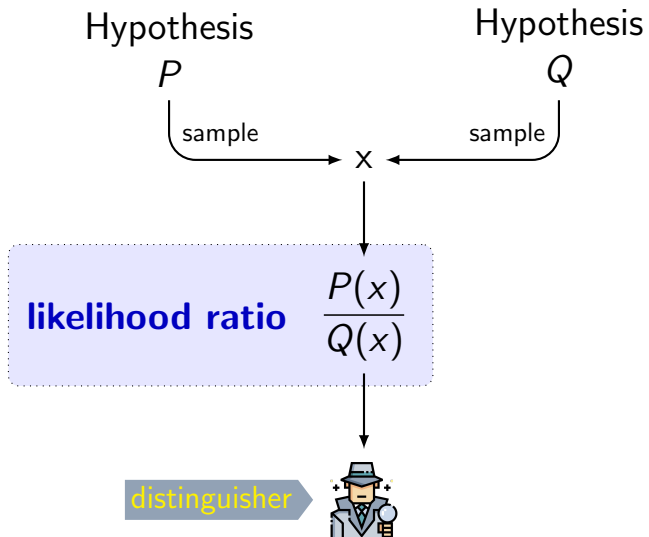 Hypothesis Hypothesis
P Q
sample sample
x
likelihood ratio P(x)
Q(x)
distinguisher